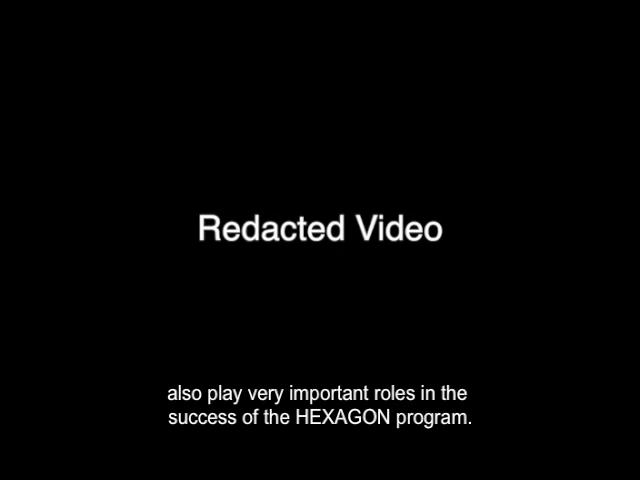 Redacted Video
also play very important roles in the
success of the HEXAGON program.